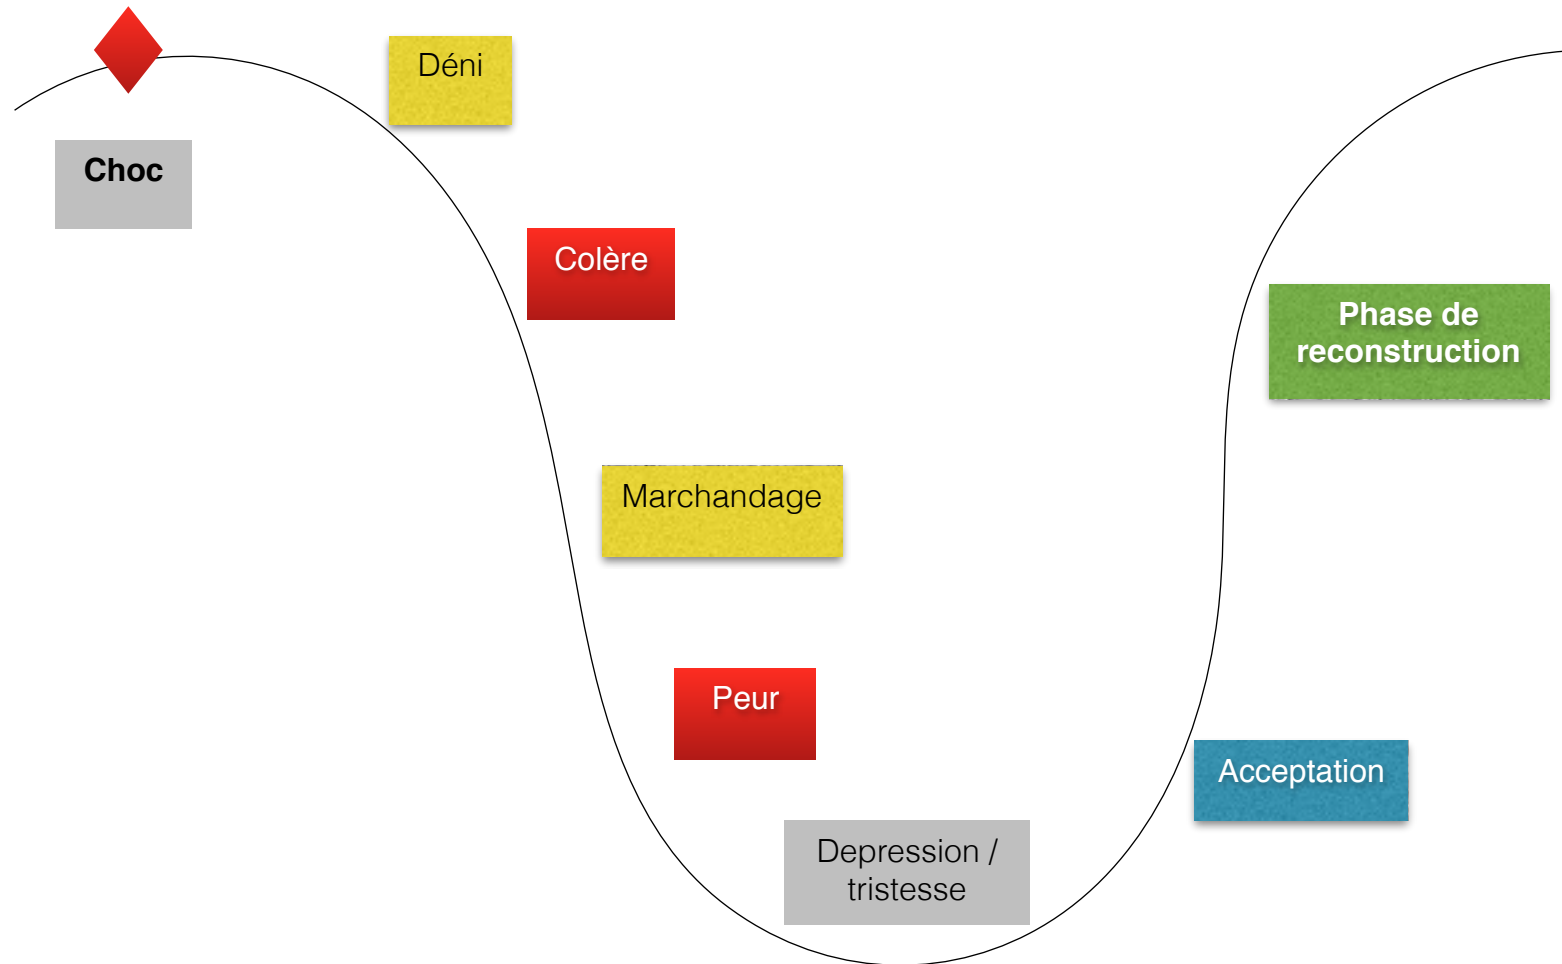 Déni
Choc
Colère
Phase de
reconstruction
Marchandage
Peur
Acceptation
Depression /
tristesse